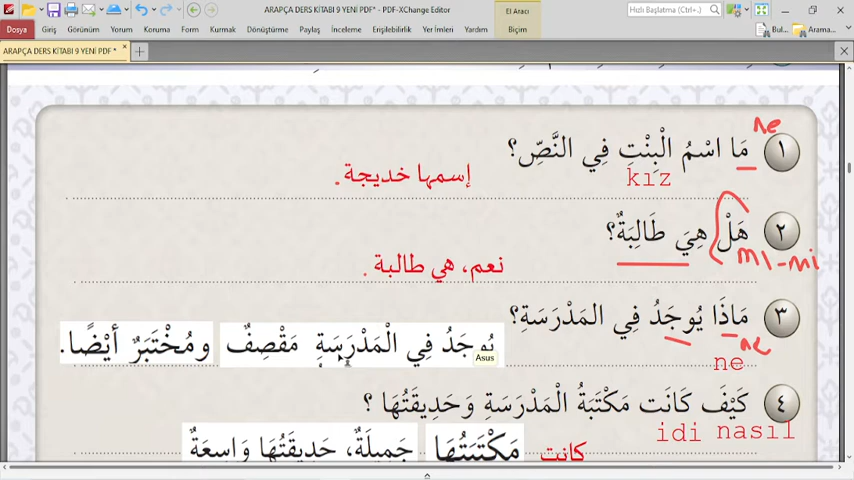 ARAPÇA DERS KİTABI 9 YENİ PDF* - PDF-XChange Editor
El Aracı
Hızlı Başlatma (Ctrl+.)
Dosya Giriş Görünüm Yorum Koruma Form Dönüştürme Paylaş İnceleme Erişilebilirlik Yer İmleri Yardım Biçim
Bul... Arama...
ARAPÇA DERS KİTABI 9 YENİ PDF *
ne
١ مَا اسْمُ الْبِنْتِ فِي النَّصِّ؟
kız
إسمها خديجة .
٢ هَلْ هِيَ طَالِبَةٌ؟
mı-mi
نعم، هي طالبة .
٣ مَاذَا يُوجَدُ فِي المَدْرَسَةِ؟
ne
يُوجَدُ فِي الْمَدْرَسَةِ مَقْصِفٌ ومُخْتَبَرٌ أيْضًا.
Asus
ne
٤ كَيْفَ كَانَت مَكْتَبَةُ الْمَدْرَسَةِ وَحَدِيقَتُهَا ؟
idi nasıl
كانت مَكْتَبَتُهَا جَمِيلَةٌ، حَدِيقَتُهَا وَاسِعَةٌ